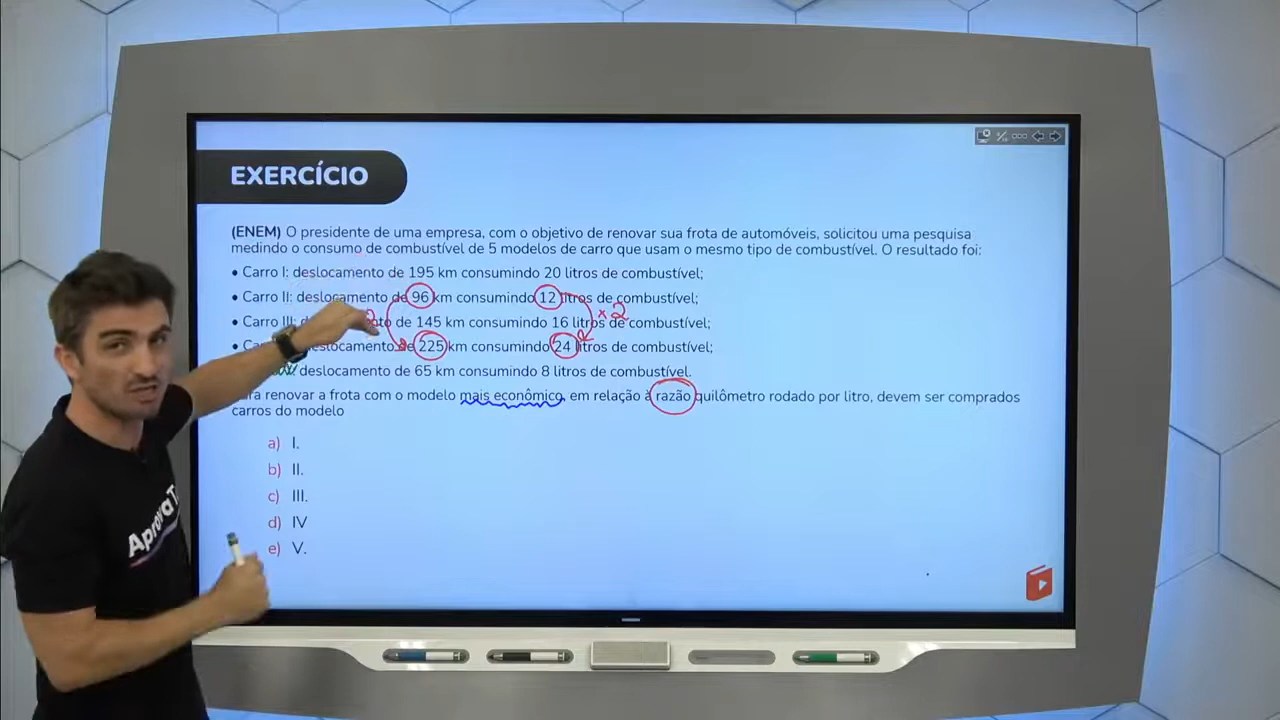 EXERCÍCIO
(ENEM) O presidente de uma empresa, com o objetivo de renovar sua frota de automóveis, solicitou uma pesquisa
medindo o consumo de combustível de 5 modelos de carro que usam o mesmo tipo de combustível. O resultado foi:
• Carro I: deslocamento de 195 km consumindo 20 litros de combustível;
• Carro II: deslocamento de 96 km consumindo 12 litros de combustível;
×2
• Carro III: de 145 km consumindo 16 litros de combustível;
deslocamento de 225 km consumindo 24 litros de combustível;
deslocamento de 65 km consumindo 8 litros de combustível.
renovar a frota com o modelo mais econômico, em relação à razão quilômetro rodado por litro, devem ser comprados
carros do modelo
a) I.
b) II.
c) III.
d) IV
e) V.